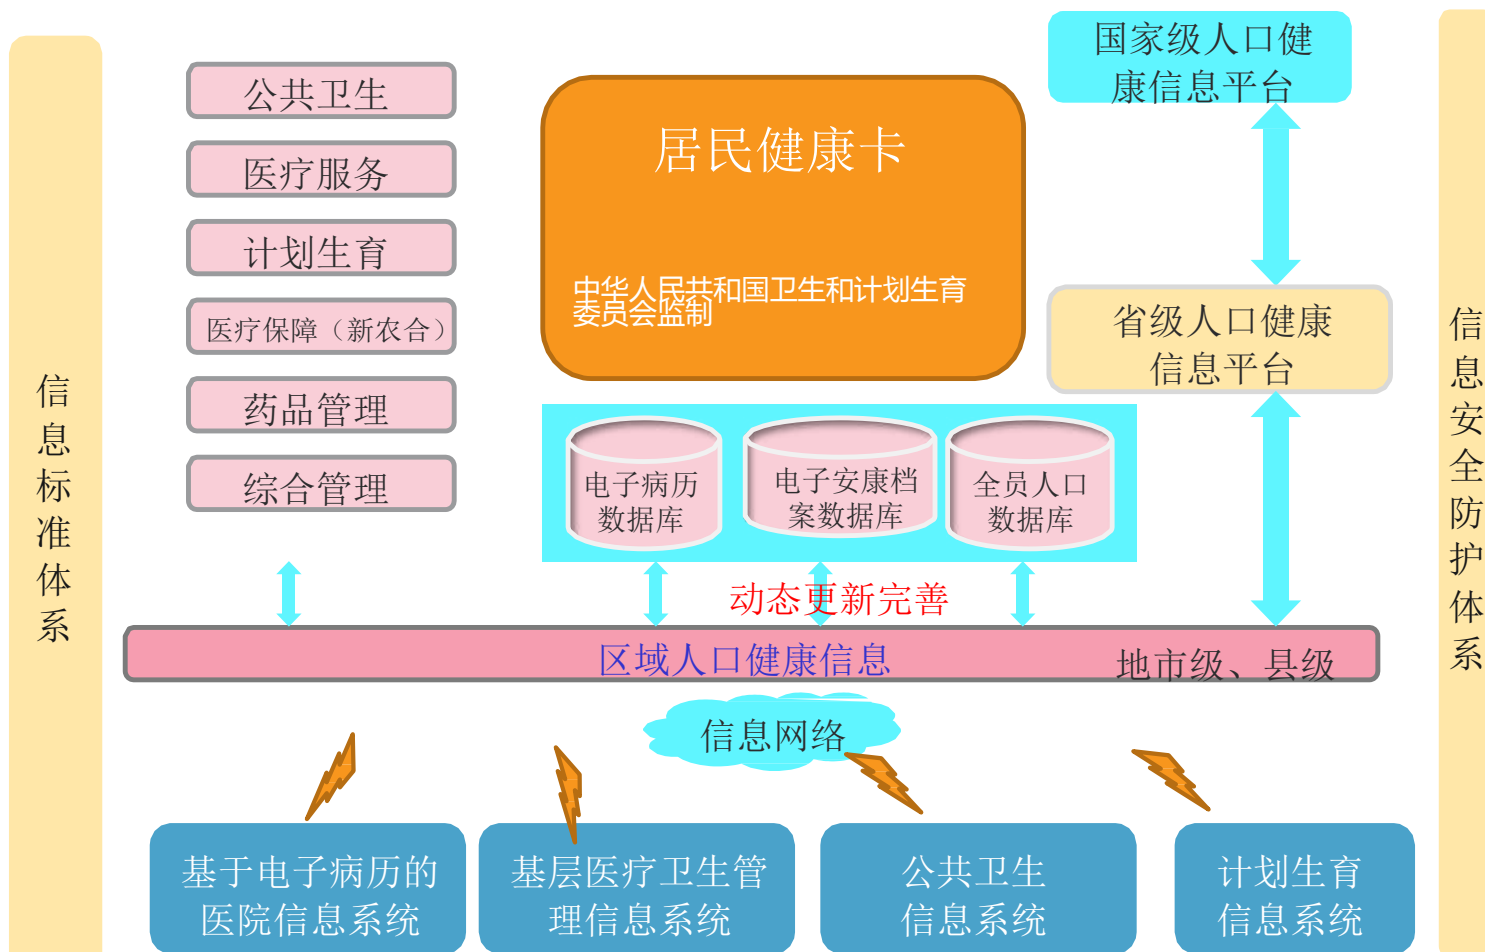 信息标准体系
公共卫生
医疗服务
计划生育
医疗保障（新农合）
药品管理
综合管理
居民健康卡
中华人民共和国卫生和计划生育
委员会监制
国家级人口健
康信息平台
省级人口健康
信息平台
电子病历
数据库
电子安康档
案数据库
全员人口
数据库
动态更新完善
区域人口健康信息
地市级、县级
信息网络
基于电子病历的
医院信息系统
基层医疗卫生管
理信息系统
公共卫生
信息系统
计划生育
信息系统
信息安全防护体系